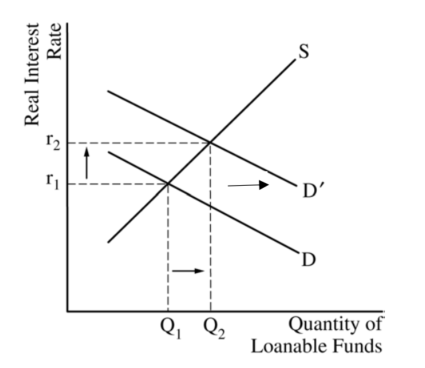 Real Interest
Rate
S
r₂
r₁
D′
D
Q₁ Q₂
Quantity of
Loanable Funds